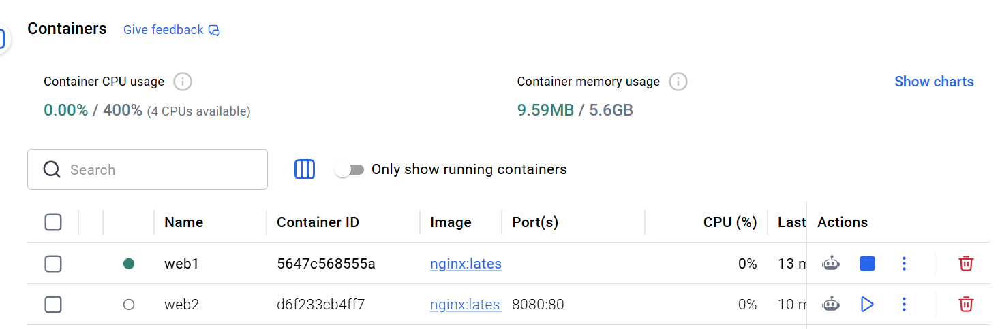 Containers Give feedback
Container CPU usage
0.00% / 400% (4 CPUs available)
Container memory usage
9.59MB / 5.6GB
Show charts
Search
Only show running containers
Name Container ID Image Port(s) CPU (%) Last Actions
web1 5647c568555a nginx:lates 0% 13 m
web2 d6f233cb4ff7 nginx:latest 8080:80 0% 10 m